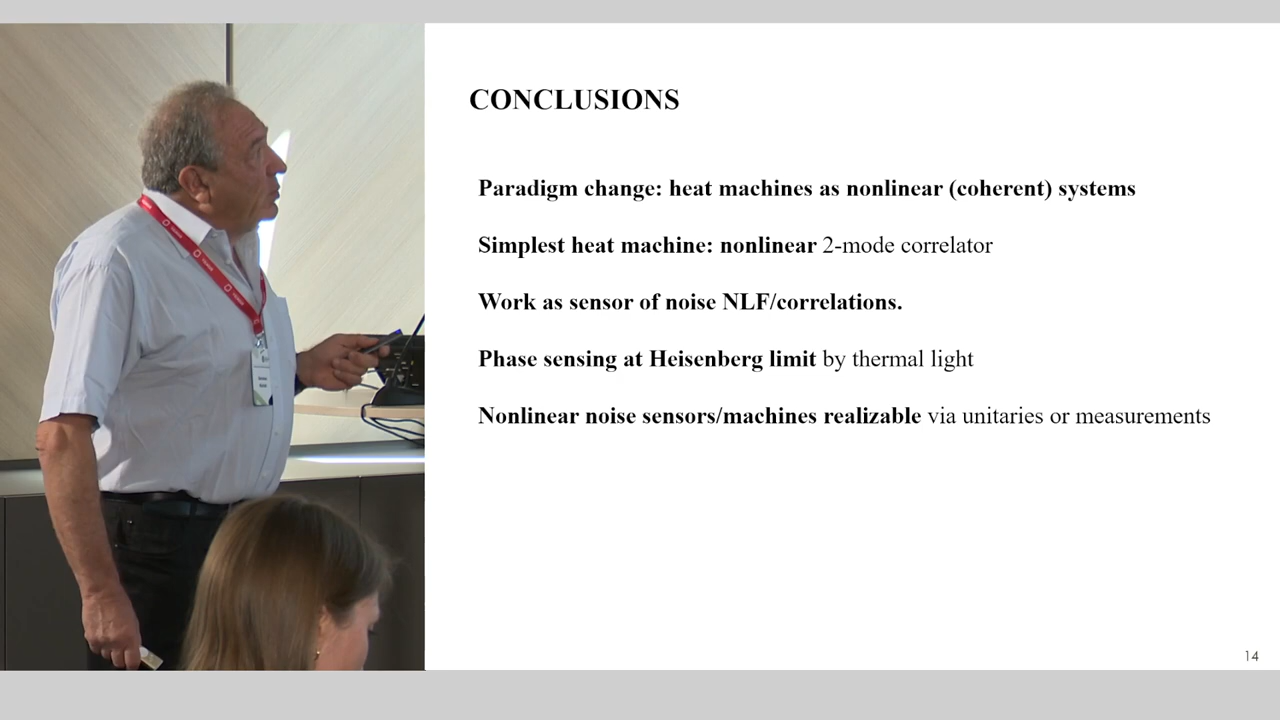 CONCLUSIONS
Paradigm change: heat machines as nonlinear (coherent) systems
Simplest heat machine: nonlinear 2-mode correlator
Work as sensor of noise NLF/correlations.
Phase sensing at Heisenberg limit by thermal light
Nonlinear noise sensors/machines realizable via unitaries or measurements
14